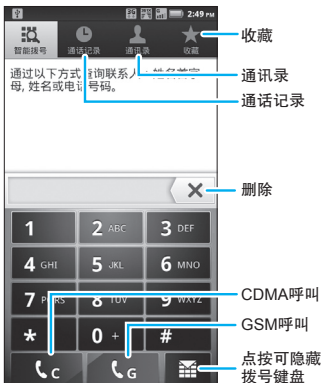 2:49 PM
智能拨号 通话记录 通讯录 收藏
收藏
通过以下方式查询联系人：姓名首字
母, 姓名或电话号码。
通讯录
通话记录
删除
1 2 ABC 3 DEF
4 GHI 5 JKL 6 MNO
7 PQRS 8 TUV 9 WXYZ
* 0 + #
CDMA呼叫
GSM呼叫
C G
点按可隐藏
拨号键盘